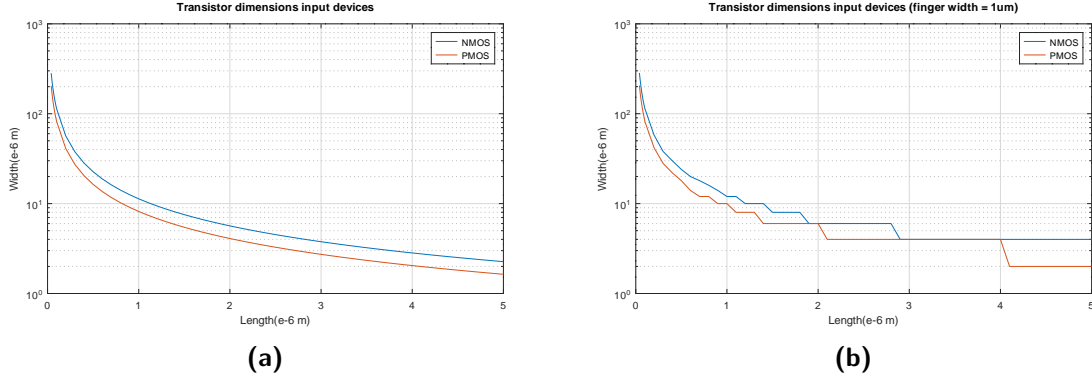 Transistor dimensions input devices
10^3
10^2
10^1
10^0
Width(e-6 m)
NMOS
PMOS
0 1 2 3 4 5
Length(e-6 m)
(a)
Transistor dimensions input devices (finger width = 1um)
10^3
10^2
10^1
10^0
Width(e-6 m)
NMOS
PMOS
0 1 2 3 4 5
Length(e-6 m)
(b)